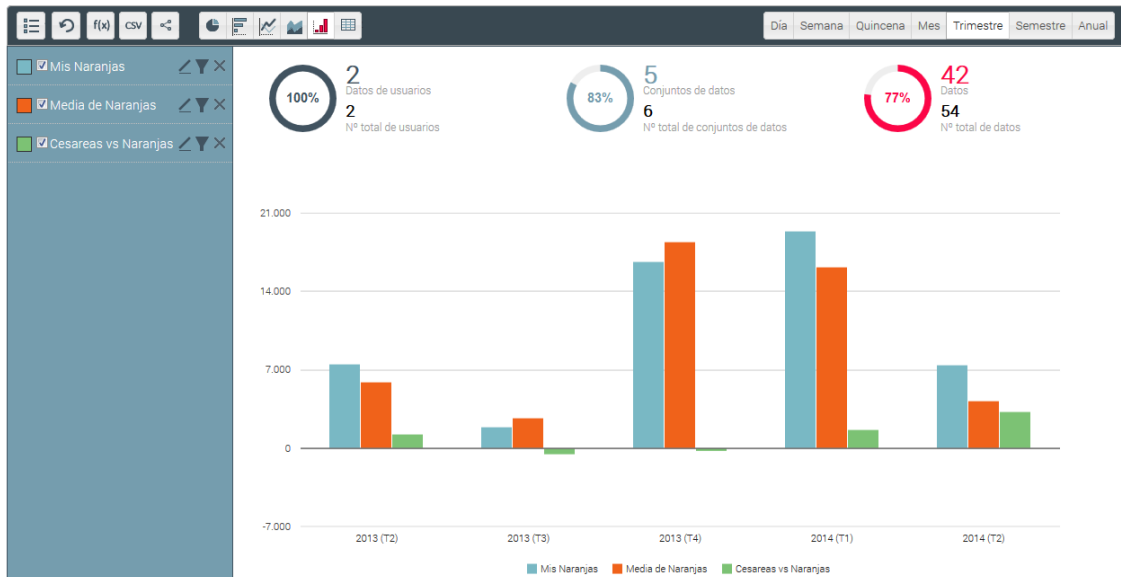 f(x) CSV Día Semana Quincena Mes Trimestre Semestre Anual
Mis Naranjas
Media de Naranjas
Cesareas vs Naranjas
100%
2
Datos de usuarios
2
Nº total de usuarios
83%
5
Conjuntos de datos
6
Nº total de conjuntos de datos
77%
42
Datos
54
Nº total de datos
21.000
14.000
7.000
0
-7.000
2013 (T2) 2013 (T3) 2013 (T4) 2014 (T1) 2014 (T2)
Mis Naranjas Media de Naranjas Cesareas vs Naranjas